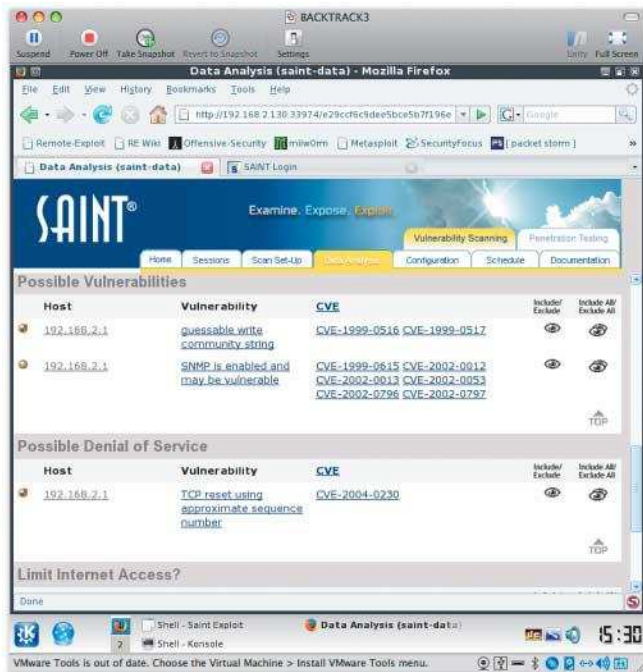 BACKTRACK3
Suspend Power Off Take Snapshot Revert to Snapshot Settings Unity Full Screen
Data Analysis (saint-data) - Mozilla Firefox
File Edit View History Bookmarks Tools Help
http://192.168.2.130:33974/e29ccf6c9dee5bce5b7f196e Google
Remote-Exploit RE Wiki Offensive-Security milw0rm Metasploit SecurityFocus [packet storm]
Data Analysis (saint-data) SAINT Login
SAINT®
Examine. Expose. Exploit.
Vulnerability Scanning Penetration Testing
Home Sessions Scan Set-Up Data Analysis Configuration Schedule Documentation
Possible Vulnerabilities
Host Vulnerability CVE Include/ Exclude Include All/ Exclude All
192.168.2.1 guessable write community string CVE-1999-0516 CVE-1999-0517
192.168.2.1 SNMP is enabled and may be vulnerable CVE-1999-0615 CVE-2002-0012
CVE-2002-0013 CVE-2002-0053
CVE-2002-0796 CVE-2002-0797
TOP
Possible Denial of Service
Host Vulnerability CVE Include/ Exclude Include All/ Exclude All
192.168.2.1 TCP reset using approximate sequence number CVE-2004-0230
TOP
Limit Internet Access?
Done
2 Shell - Saint Exploit Data Analysis (saint-data)
Shell - Konsole
15:30
VMware Tools is out of date. Choose the Virtual Machine > Install VMware Tools menu.